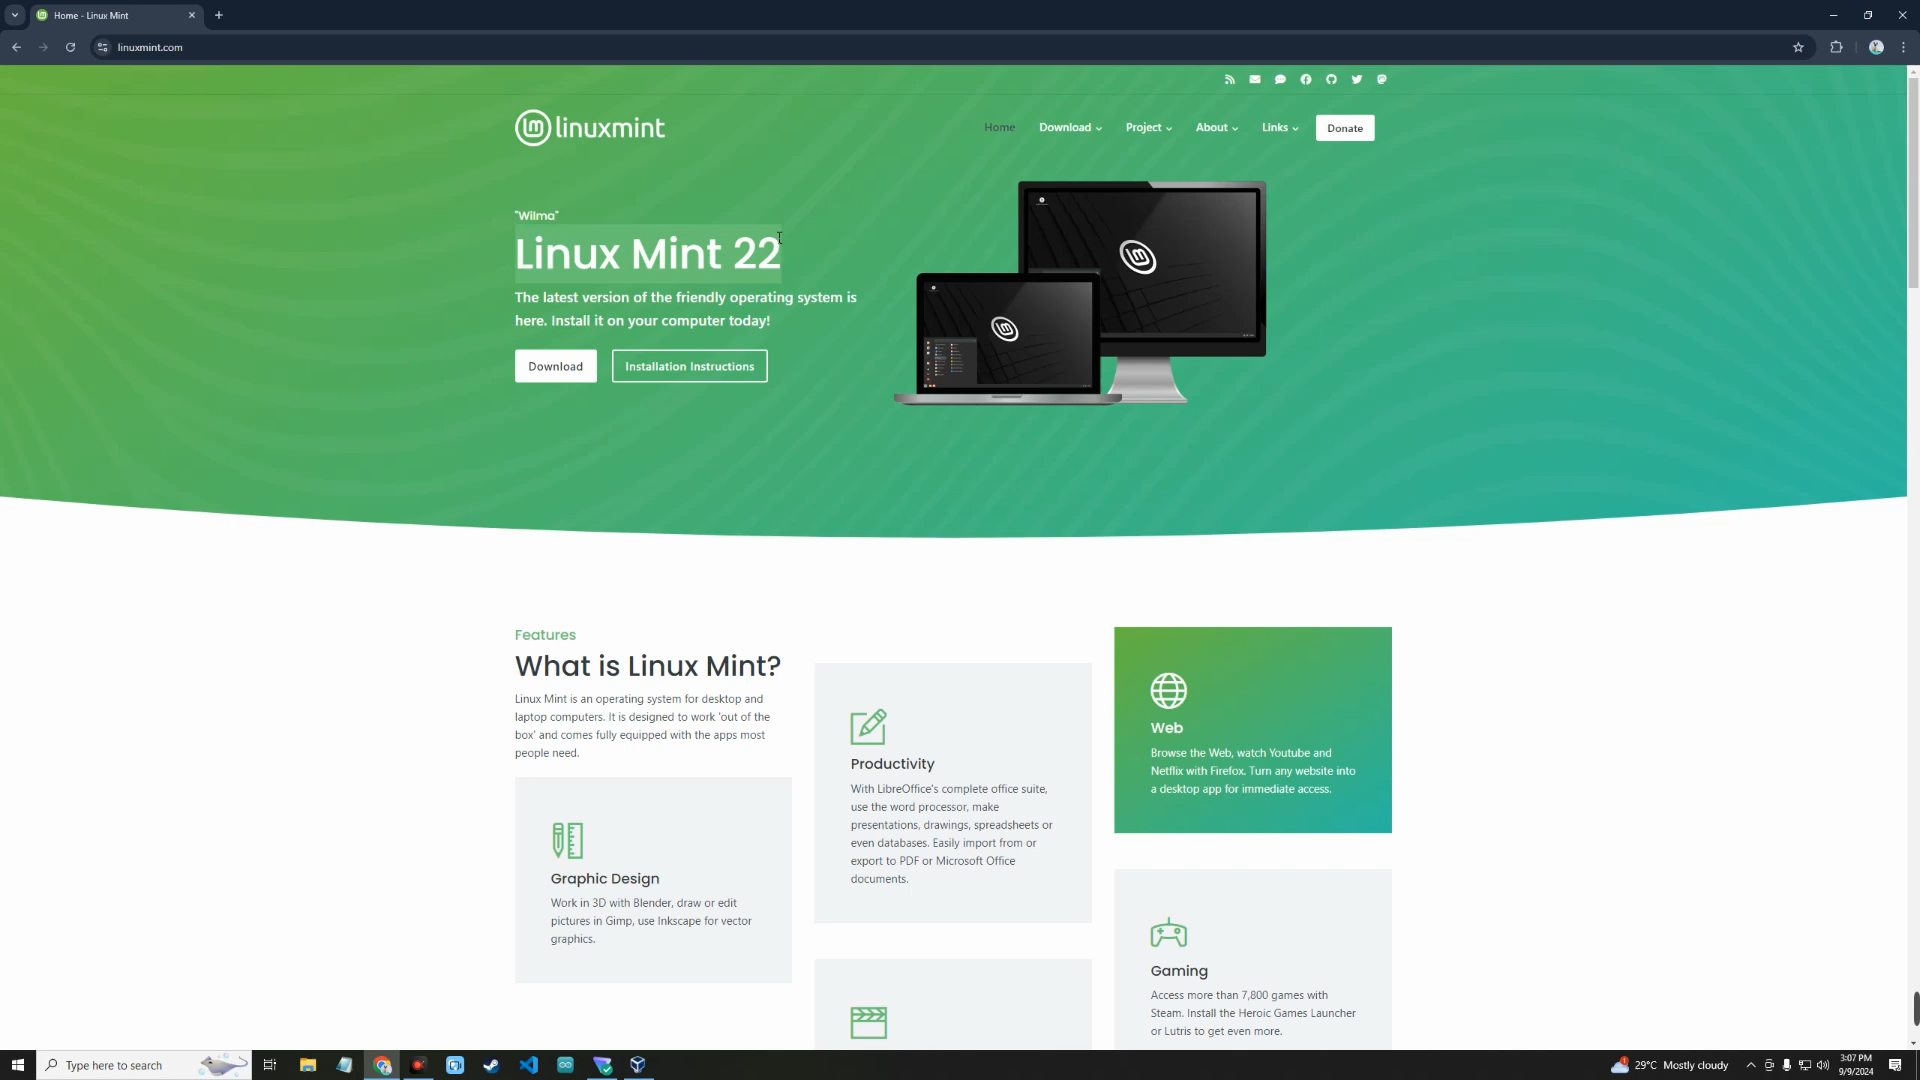 Home - Linux Mint
linuxmint.com
linuxmint
Home
Download
Project
About
Links
Donate
"Wilma"
Linux Mint 22
The latest version of the friendly operating system is
here. Install it on your computer today!
Download
Installation Instructions
Features
What is Linux Mint?
Linux Mint is an operating system for desktop and
laptop computers. It is designed to work 'out of the
box' and comes fully equipped with the apps most
people need.
Graphic Design
Work in 3D with Blender, draw or edit
pictures in Gimp, use Inkscape for vector
graphics.
Productivity
With LibreOffice's complete office suite,
use the word processor, make
presentations, drawings, spreadsheets or
even databases. Easily import from or
export to PDF or Microsoft Office
documents.
Web
Browse the Web, watch Youtube and
Netflix with Firefox. Turn any website into
a desktop app for immediate access.
Gaming
Access more than 7,800 games with
Steam. Install the Heroic Games Launcher
or Lutris to get even more.
Type here to search
29°C Mostly cloudy
3:07 PM
9/9/2024